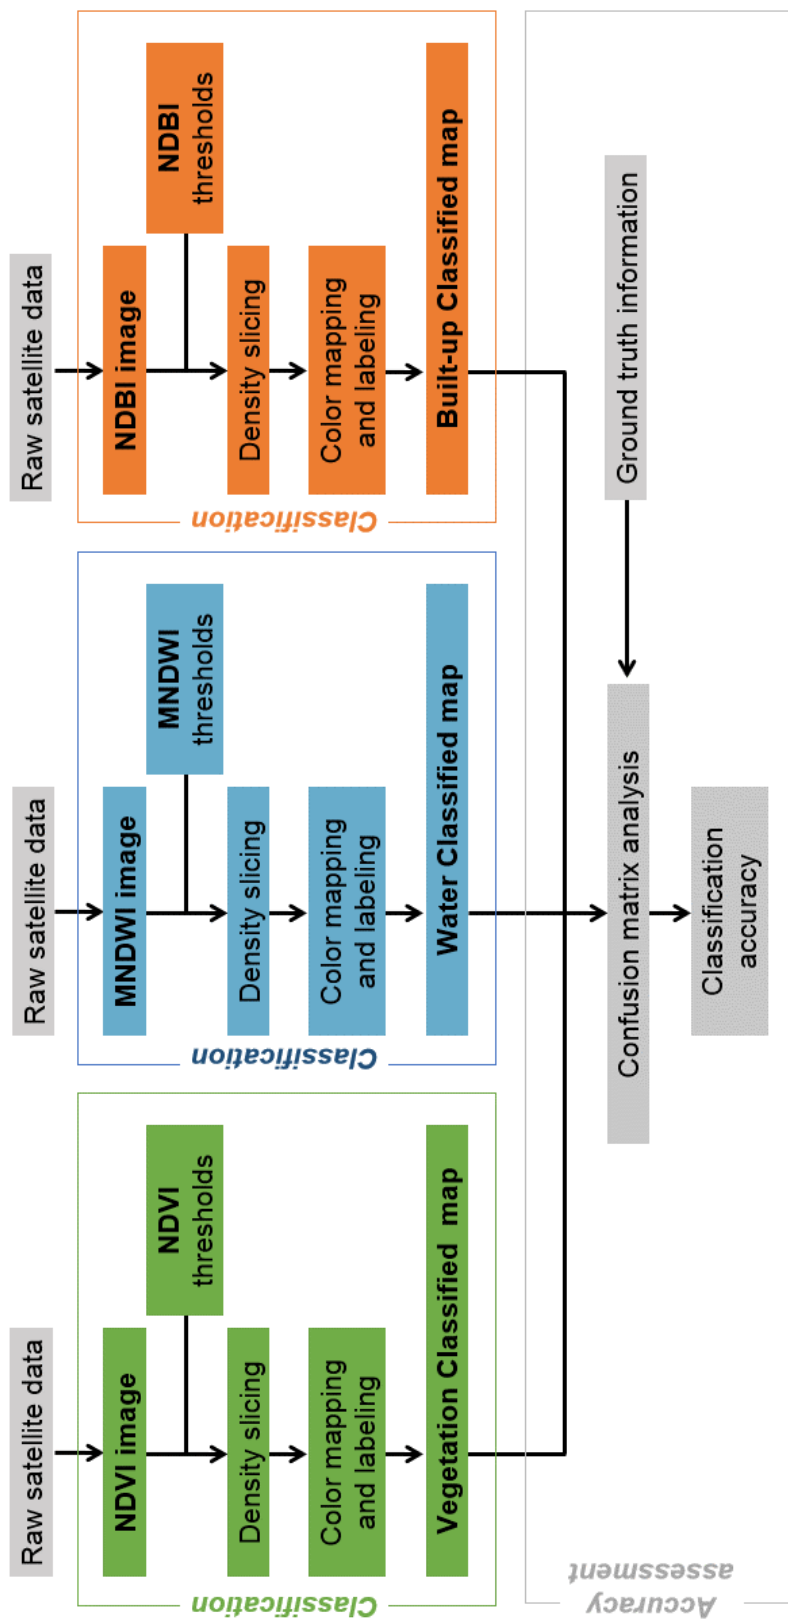 Raw satellite data
NDVI image
NDVI
thresholds
Density slicing
Color mapping
and labeling
Vegetation Classified map
Classification
Raw satellite data
MNDWI image
MNDWI
thresholds
Density slicing
Color mapping
and labeling
Water Classified map
Classification
Raw satellite data
NDBI image
NDBI
thresholds
Density slicing
Color mapping
and labeling
Built-up Classified map
Classification
Accuracy
assessment
Confusion matrix analysis
Ground truth information
Classification
accuracy